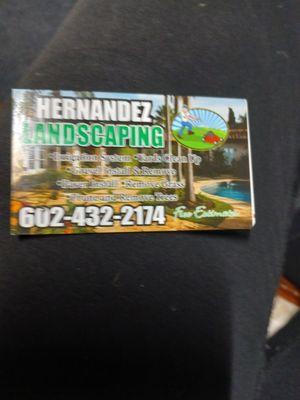 HERNANDEZ
LANDSCAPING
• Irrigation System • Yards Clean Up
• Gravel Install & Remove
• Paver Install • Remove Grass
• Prune and Remove Trees
602-432-2174
Free Estimates